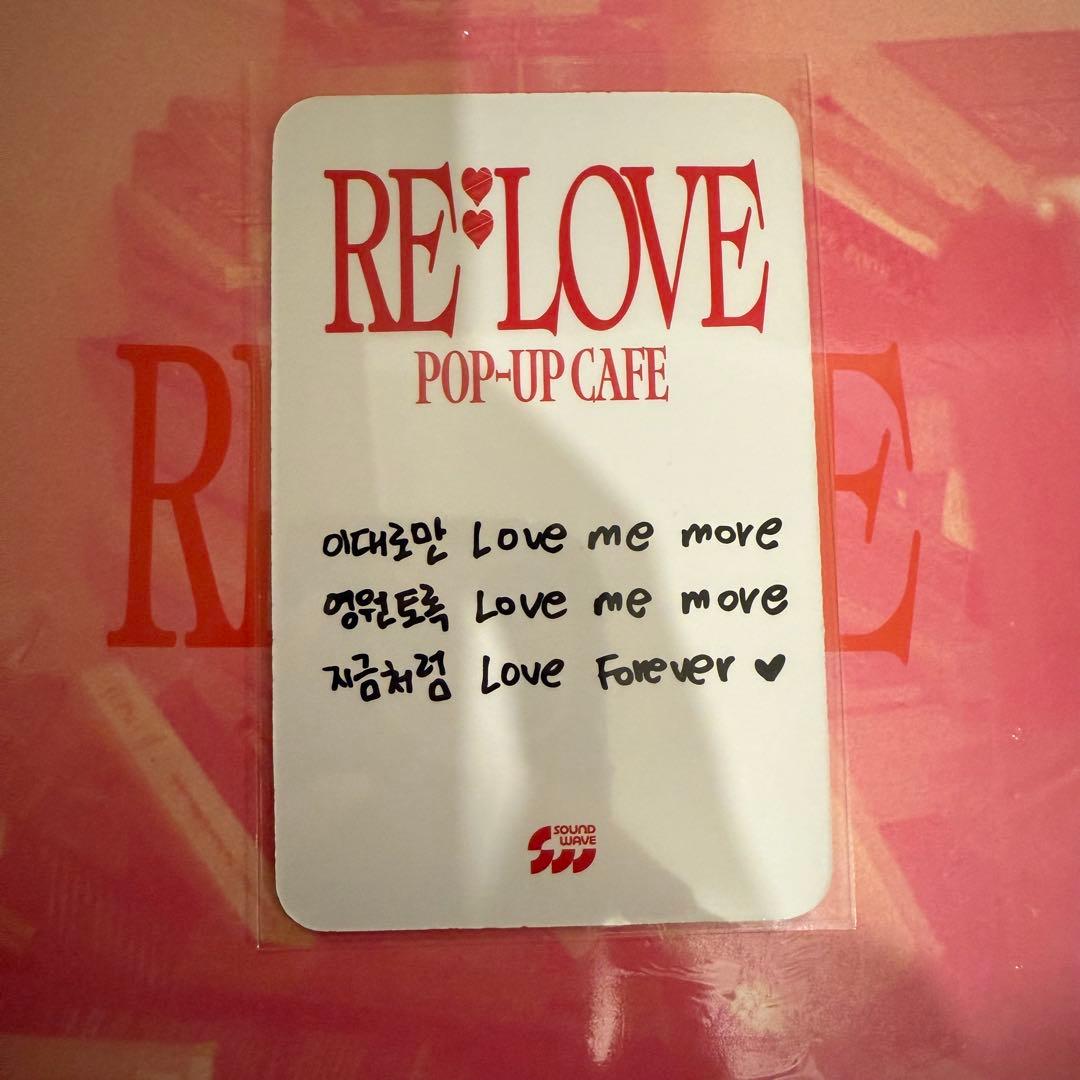 RE:LOVE
POP-UP CAFE
이대로만 Love me more
영원토록 Love me more
지금처럼 Love Forever ♥
SOUND
WAVE
R E